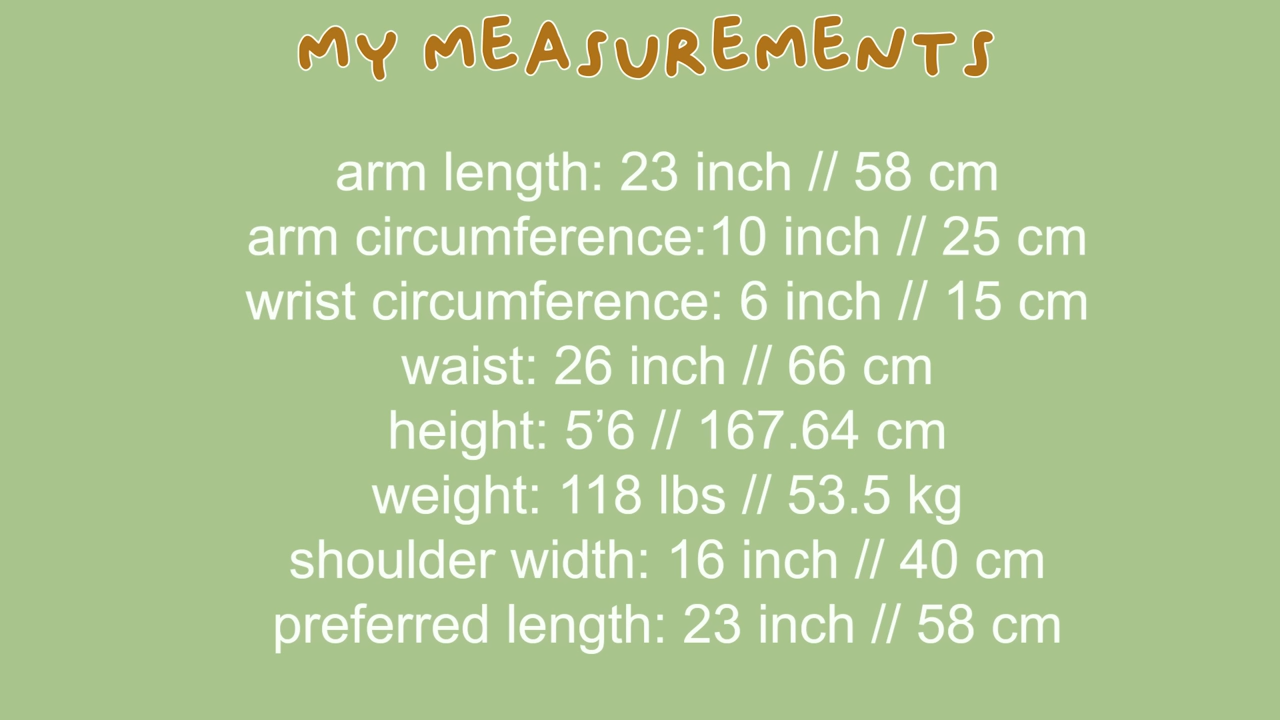 MY MEASUREMENTS
arm length: 23 inch // 58 cm
arm circumference:10 inch // 25 cm
wrist circumference: 6 inch // 15 cm
waist: 26 inch // 66 cm
height: 5’6 // 167.64 cm
weight: 118 lbs // 53.5 kg
shoulder width: 16 inch // 40 cm
preferred length: 23 inch // 58 cm